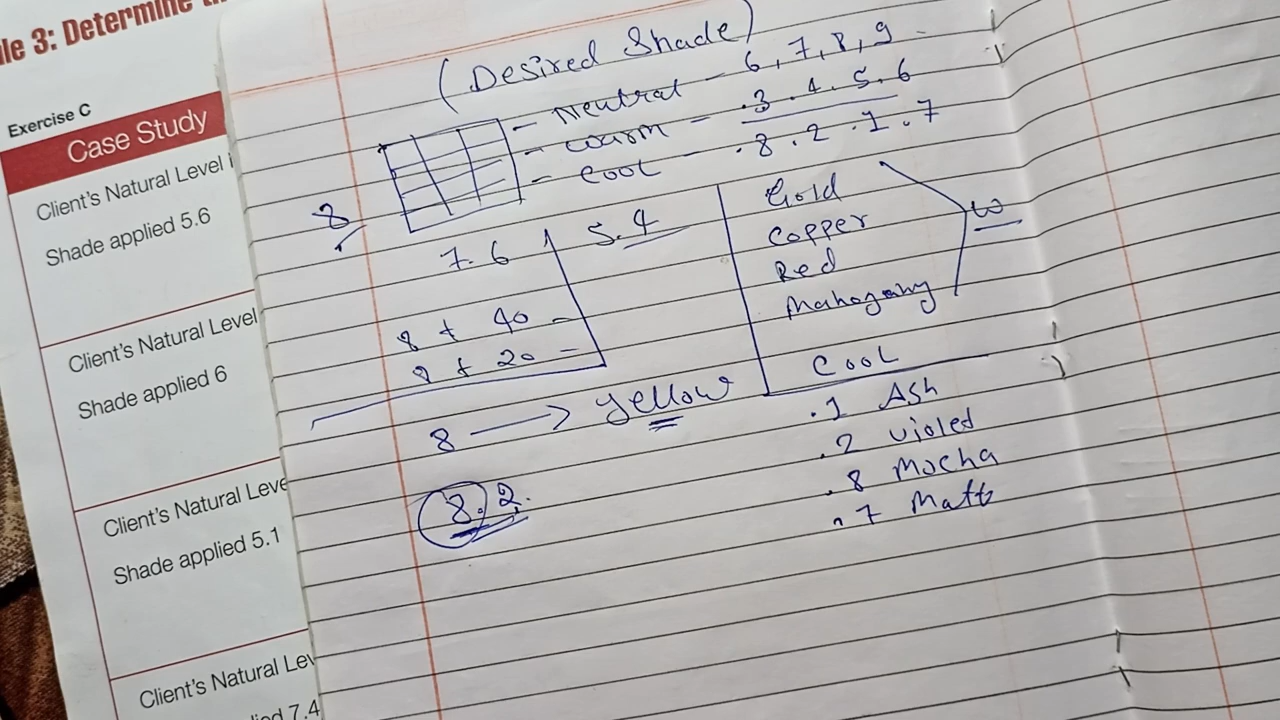 le 3: Determine
Exercise C
Case Study
Client's Natural Level i
Shade applied 5.6
Client's Natural Level
Shade applied 6
Client's Natural Leve
Shade applied 5.1
Client's Natural Lev
lied 7.4
(Desired Shade)
- Neutral - 6, 7, 8, 9 -
- warm - .3 .4 .5 .6
- cool - .8 .2 .1 .7
8
7.6
5.4
8 + 40 -
8 + 20 -
8 → yellow
8.2.
Gold
Copper
Red
Mahogany
w
Cool
.1 Ash
.2 violed
.8 Mocha
.7 Matt